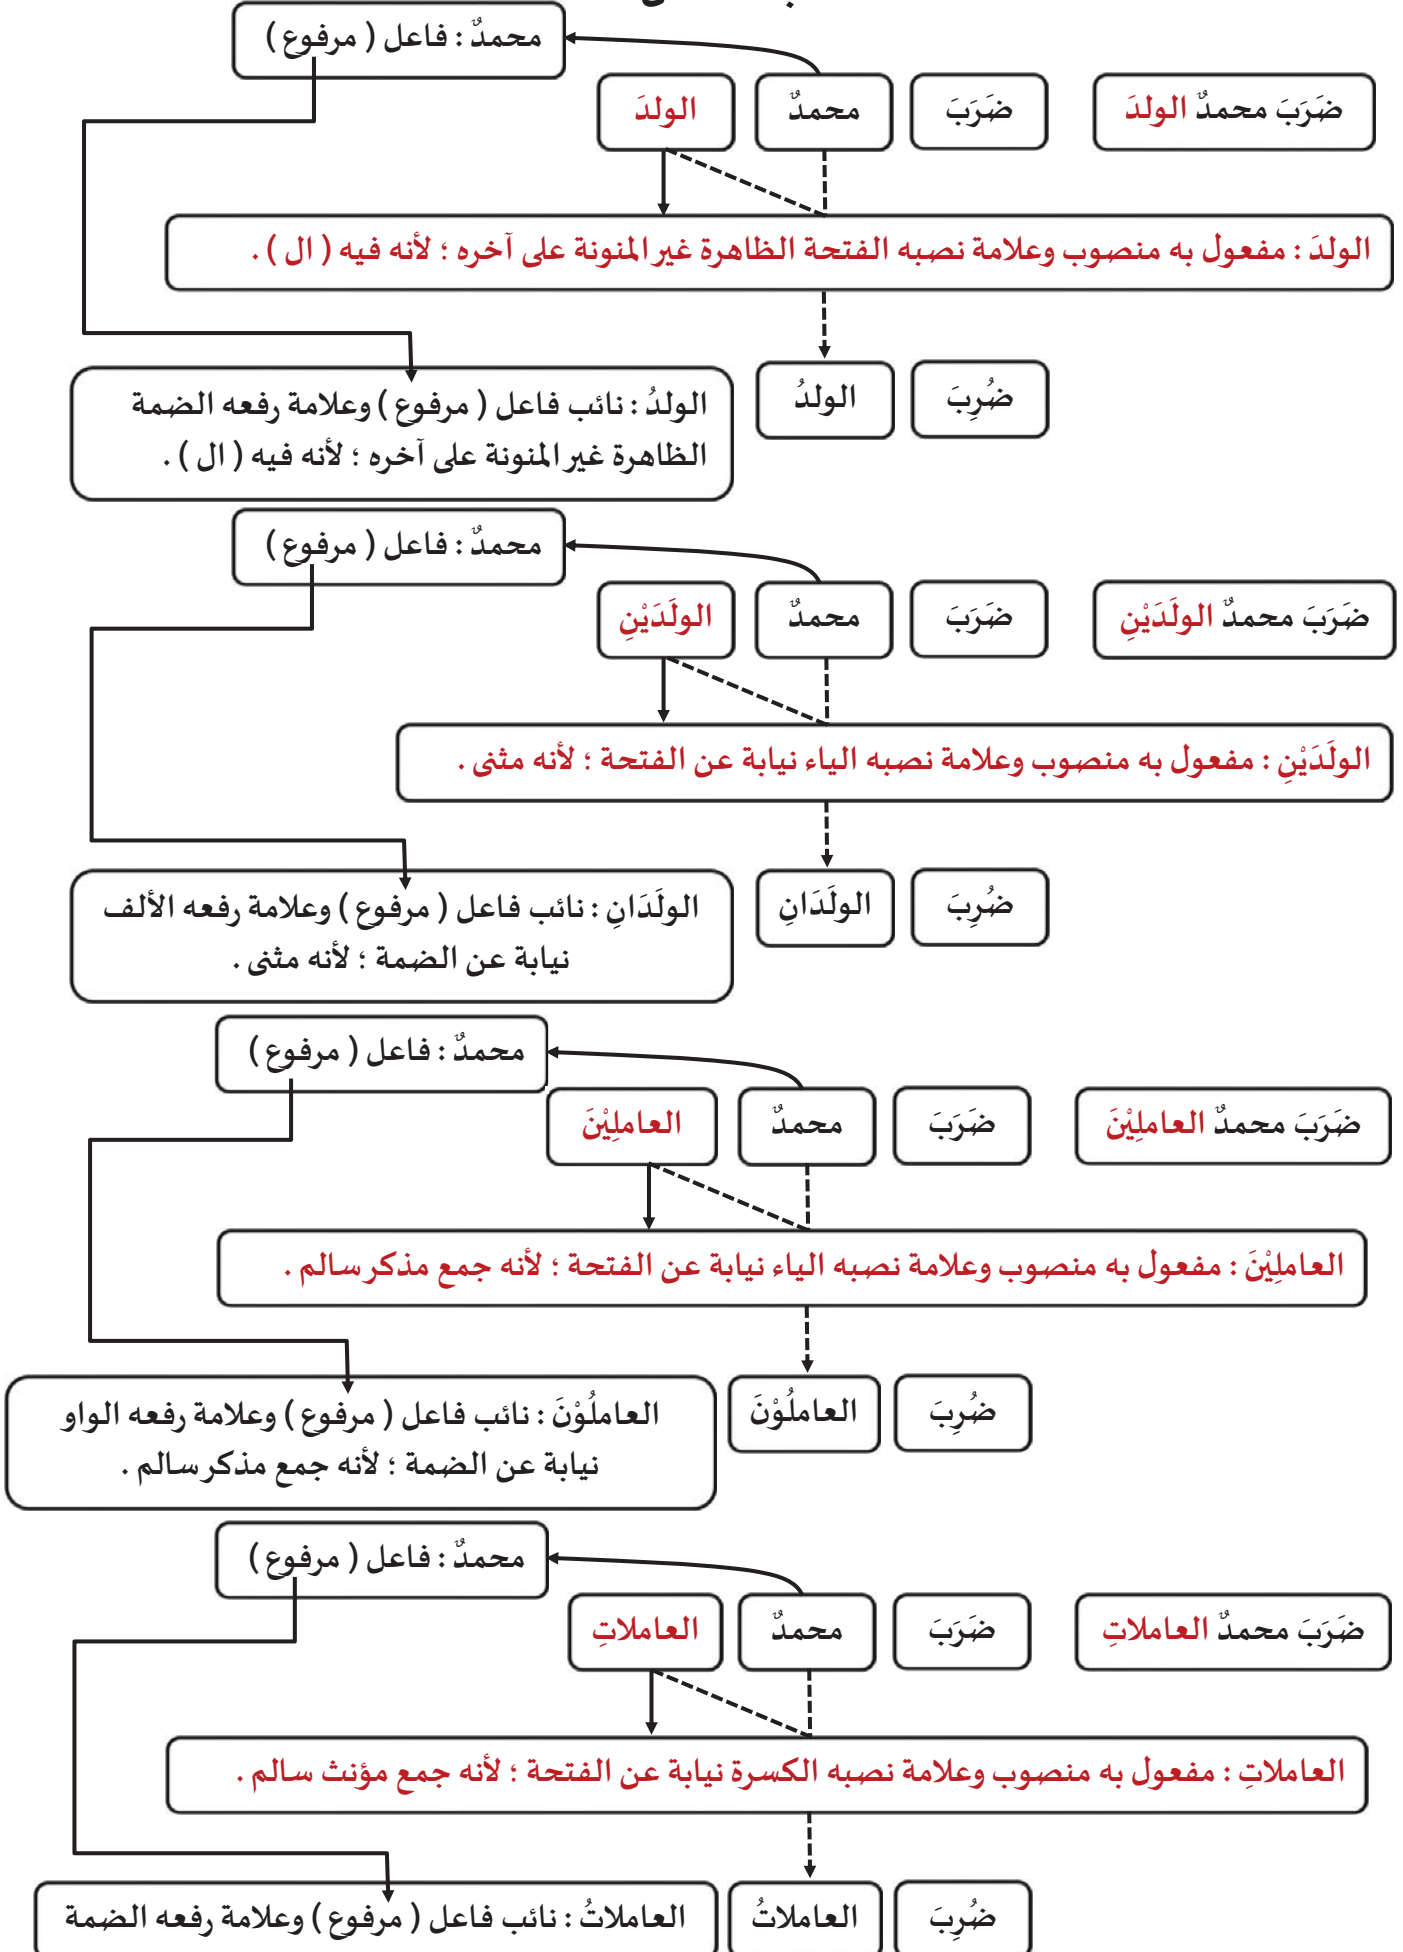 محمدٌ : فاعل ( مرفوع )
ضَرَبَ محمدٌ الولدَ
ضَرَبَ
محمدٌ
الولدَ
الولدَ : مفعول به منصوب وعلامة نصبه الفتحة الظاهرة غير المنونة على آخره ؛ لأنه فيه ( ال ) .
ضُرِبَ
الولدُ
الولدُ : نائب فاعل ( مرفوع ) وعلامة رفعه الضمة
الظاهرة غير المنونة على آخره ؛ لأنه فيه ( ال ) .
محمدٌ : فاعل ( مرفوع )
ضَرَبَ محمدٌ الولَدَيْنِ
ضَرَبَ
محمدٌ
الولَدَيْنِ
الولَدَيْنِ : مفعول به منصوب وعلامة نصبه الياء نيابة عن الفتحة ؛ لأنه مثنى .
ضُرِبَ
الولَدَانِ
الولَدَانِ : نائب فاعل ( مرفوع ) وعلامة رفعه الألف
نيابة عن الضمة ؛ لأنه مثنى .
محمدٌ : فاعل ( مرفوع )
ضَرَبَ محمدٌ العاملِيْنَ
ضَرَبَ
محمدٌ
العاملِيْنَ
العاملِيْنَ : مفعول به منصوب وعلامة نصبه الياء نيابة عن الفتحة ؛ لأنه جمع مذكر سالم .
ضُرِبَ
العاملُوْنَ
العاملُوْنَ : نائب فاعل ( مرفوع ) وعلامة رفعه الواو
نيابة عن الضمة ؛ لأنه جمع مذكر سالم .
محمدٌ : فاعل ( مرفوع )
ضَرَبَ محمدٌ العاملاتِ
ضَرَبَ
محمدٌ
العاملاتِ
العاملاتِ : مفعول به منصوب وعلامة نصبه الكسرة نيابة عن الفتحة ؛ لأنه جمع مؤنث سالم .
ضُرِبَ
العاملاتُ
العاملاتُ : نائب فاعل ( مرفوع ) وعلامة رفعه الضمة